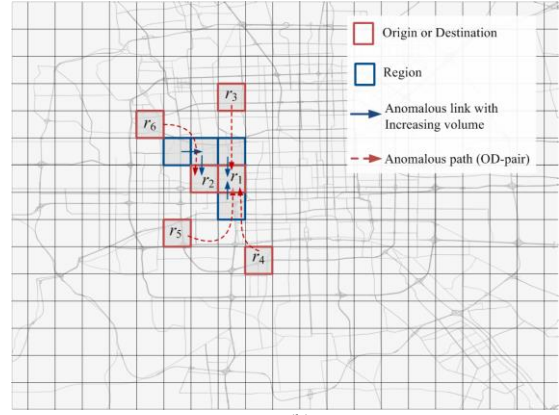 Origin or Destination
Region
Anomalous link with
Increasing volume
Anomalous path (OD-pair)
r3
r6
r2
r1
r5
r4